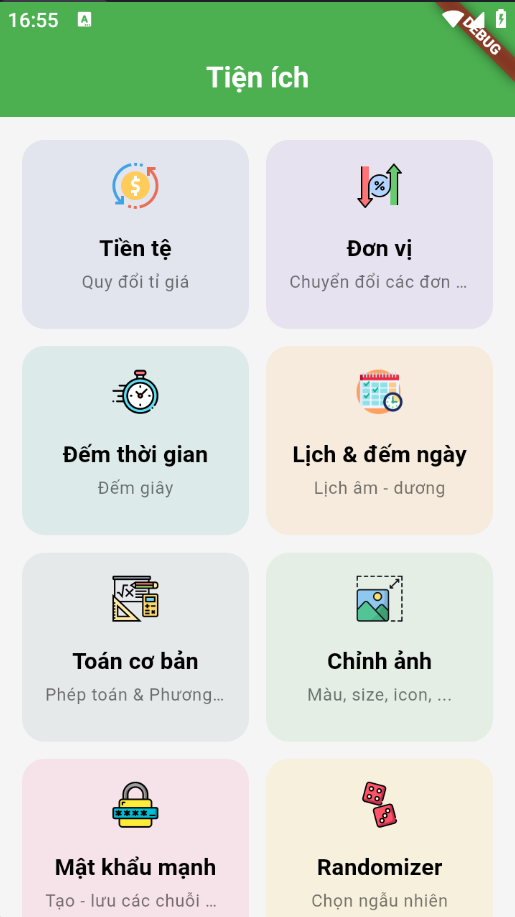 16:55
DEBUG
Tiện ích
Tiền tệ
Quy đổi tỉ giá
Đơn vị
Chuyển đổi các đơn ...
Đếm thời gian
Đếm giây
Lịch & đếm ngày
Lịch âm - dương
Toán cơ bản
Phép toán & Phương...
Chỉnh ảnh
Màu, size, icon, ...
Mật khẩu mạnh
Tạo - lưu các chuỗi ...
Randomizer
Chọn ngẫu nhiên